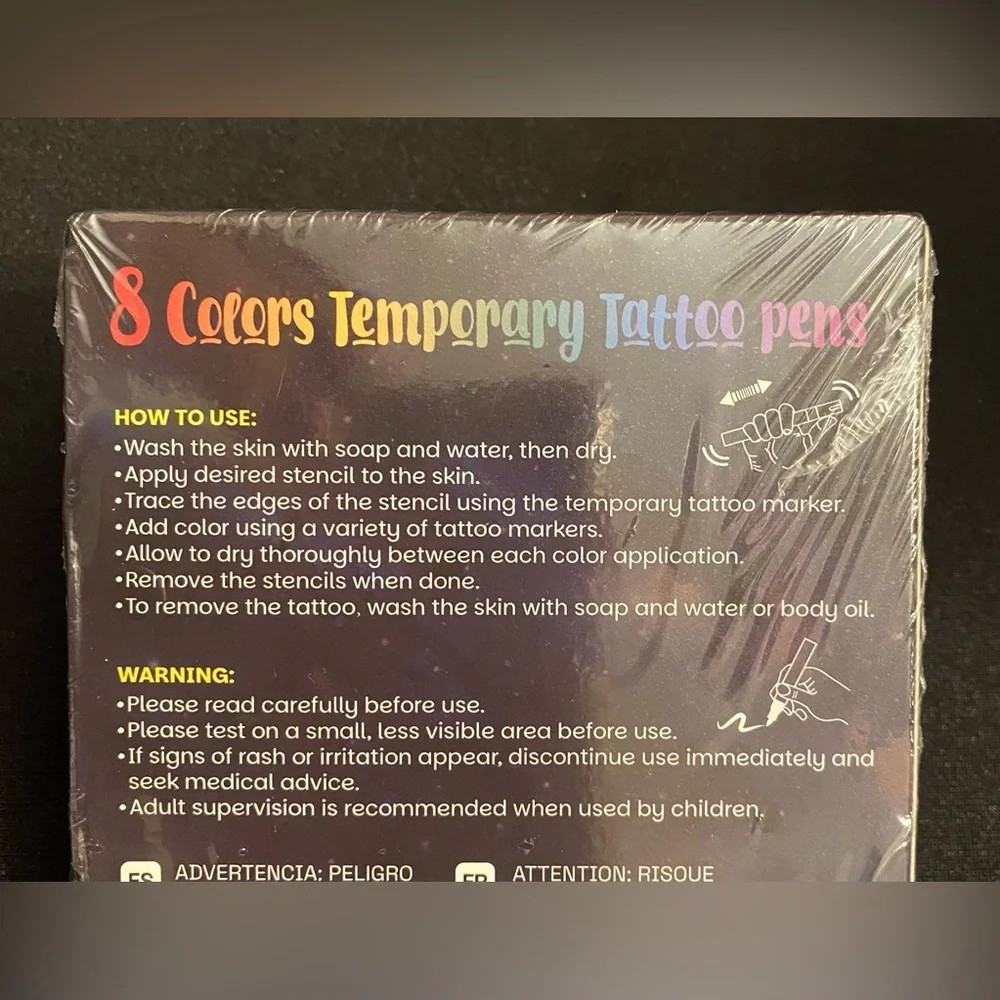 8 Colors Temporary Tattoo pens
HOW TO USE:
•Wash the skin with soap and water, then dry.
•Apply desired stencil to the skin.
•Trace the edges of the stencil using the temporary tattoo marker.
•Add color using a variety of tattoo markers.
•Allow to dry thoroughly between each color application.
•Remove the stencils when done.
•To remove the tattoo, wash the skin with soap and water or body oil.
WARNING:
•Please read carefully before use.
•Please test on a small, less visible area before use.
•If signs of rash or irritation appear, discontinue use immediately and
seek medical advice.
•Adult supervision is recommended when used by children.
ES ADVERTENCIA: PELIGRO
FR ATTENTION: RISQUE